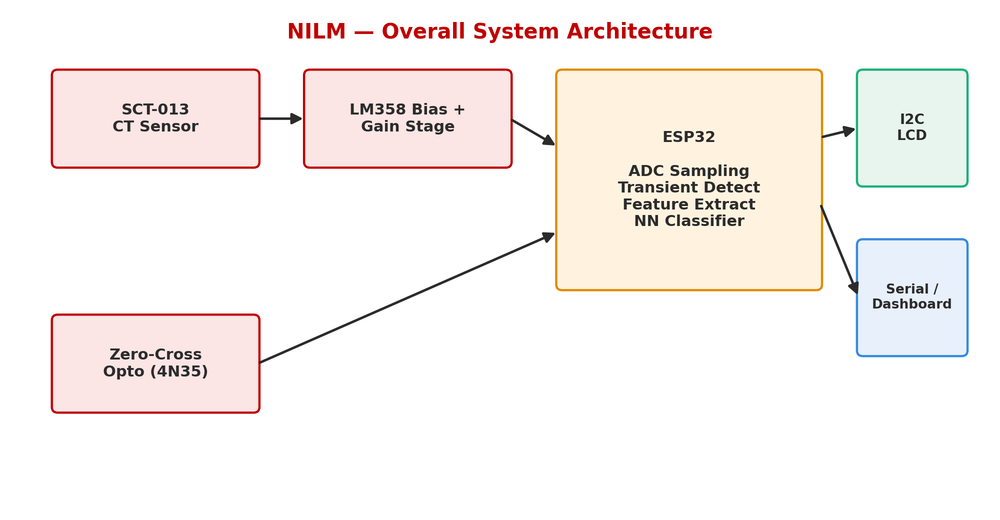 NILM — Overall System Architecture
SCT-013
CT Sensor
LM358 Bias +
Gain Stage
ESP32
ADC Sampling
Transient Detect
Feature Extract
NN Classifier
I2C
LCD
Serial /
Dashboard
Zero-Cross
Opto (4N35)